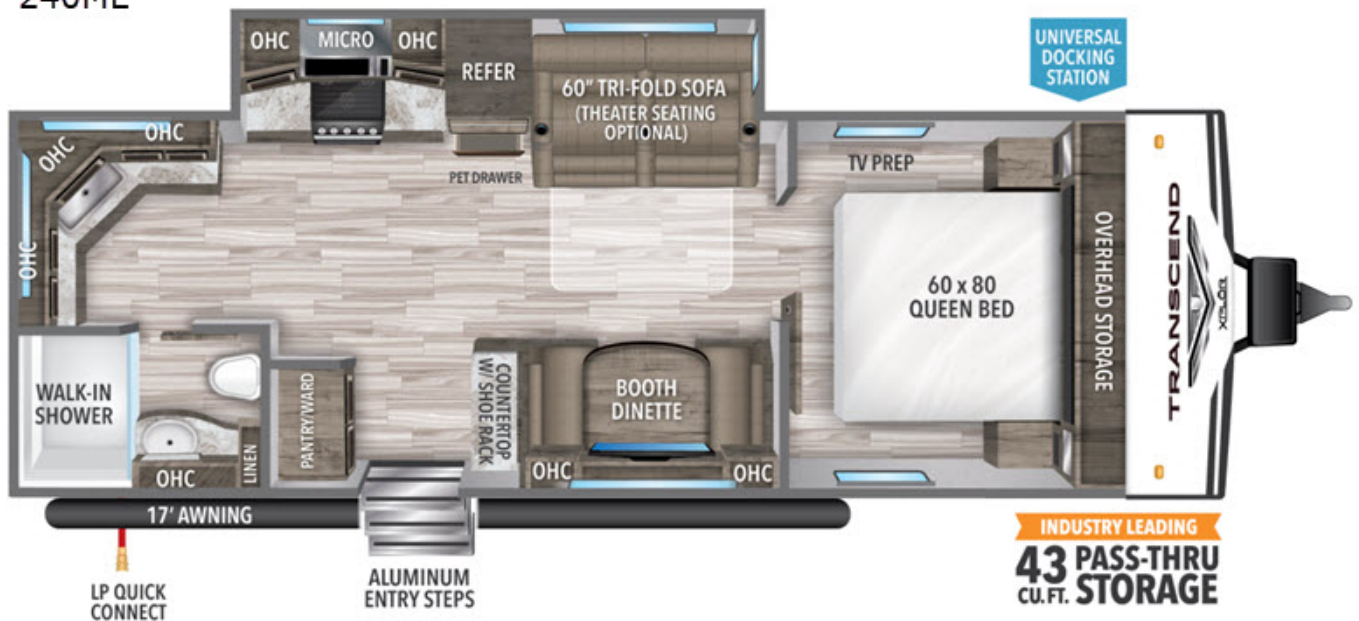 OHC
MICRO
OHC
REFER
60" TRI-FOLD SOFA
(THEATER SEATING
OPTIONAL)
UNIVERSAL
DOCKING
STATION
OHC
OHC
OHC
PET DRAWER
TV PREP
60 x 80
QUEEN BED
OVERHEAD STORAGE
TRANSCEND
XPLOR
WALK-IN
SHOWER
OHC
LINEN
PANTRY/WARD
COUNTERTOP
W/ SHOE RACK
BOOTH
DINETTE
OHC
OHC
17' AWNING
LP QUICK
CONNECT
ALUMINUM
ENTRY STEPS
INDUSTRY LEADING
43 CU.FT. PASS-THRU
STORAGE